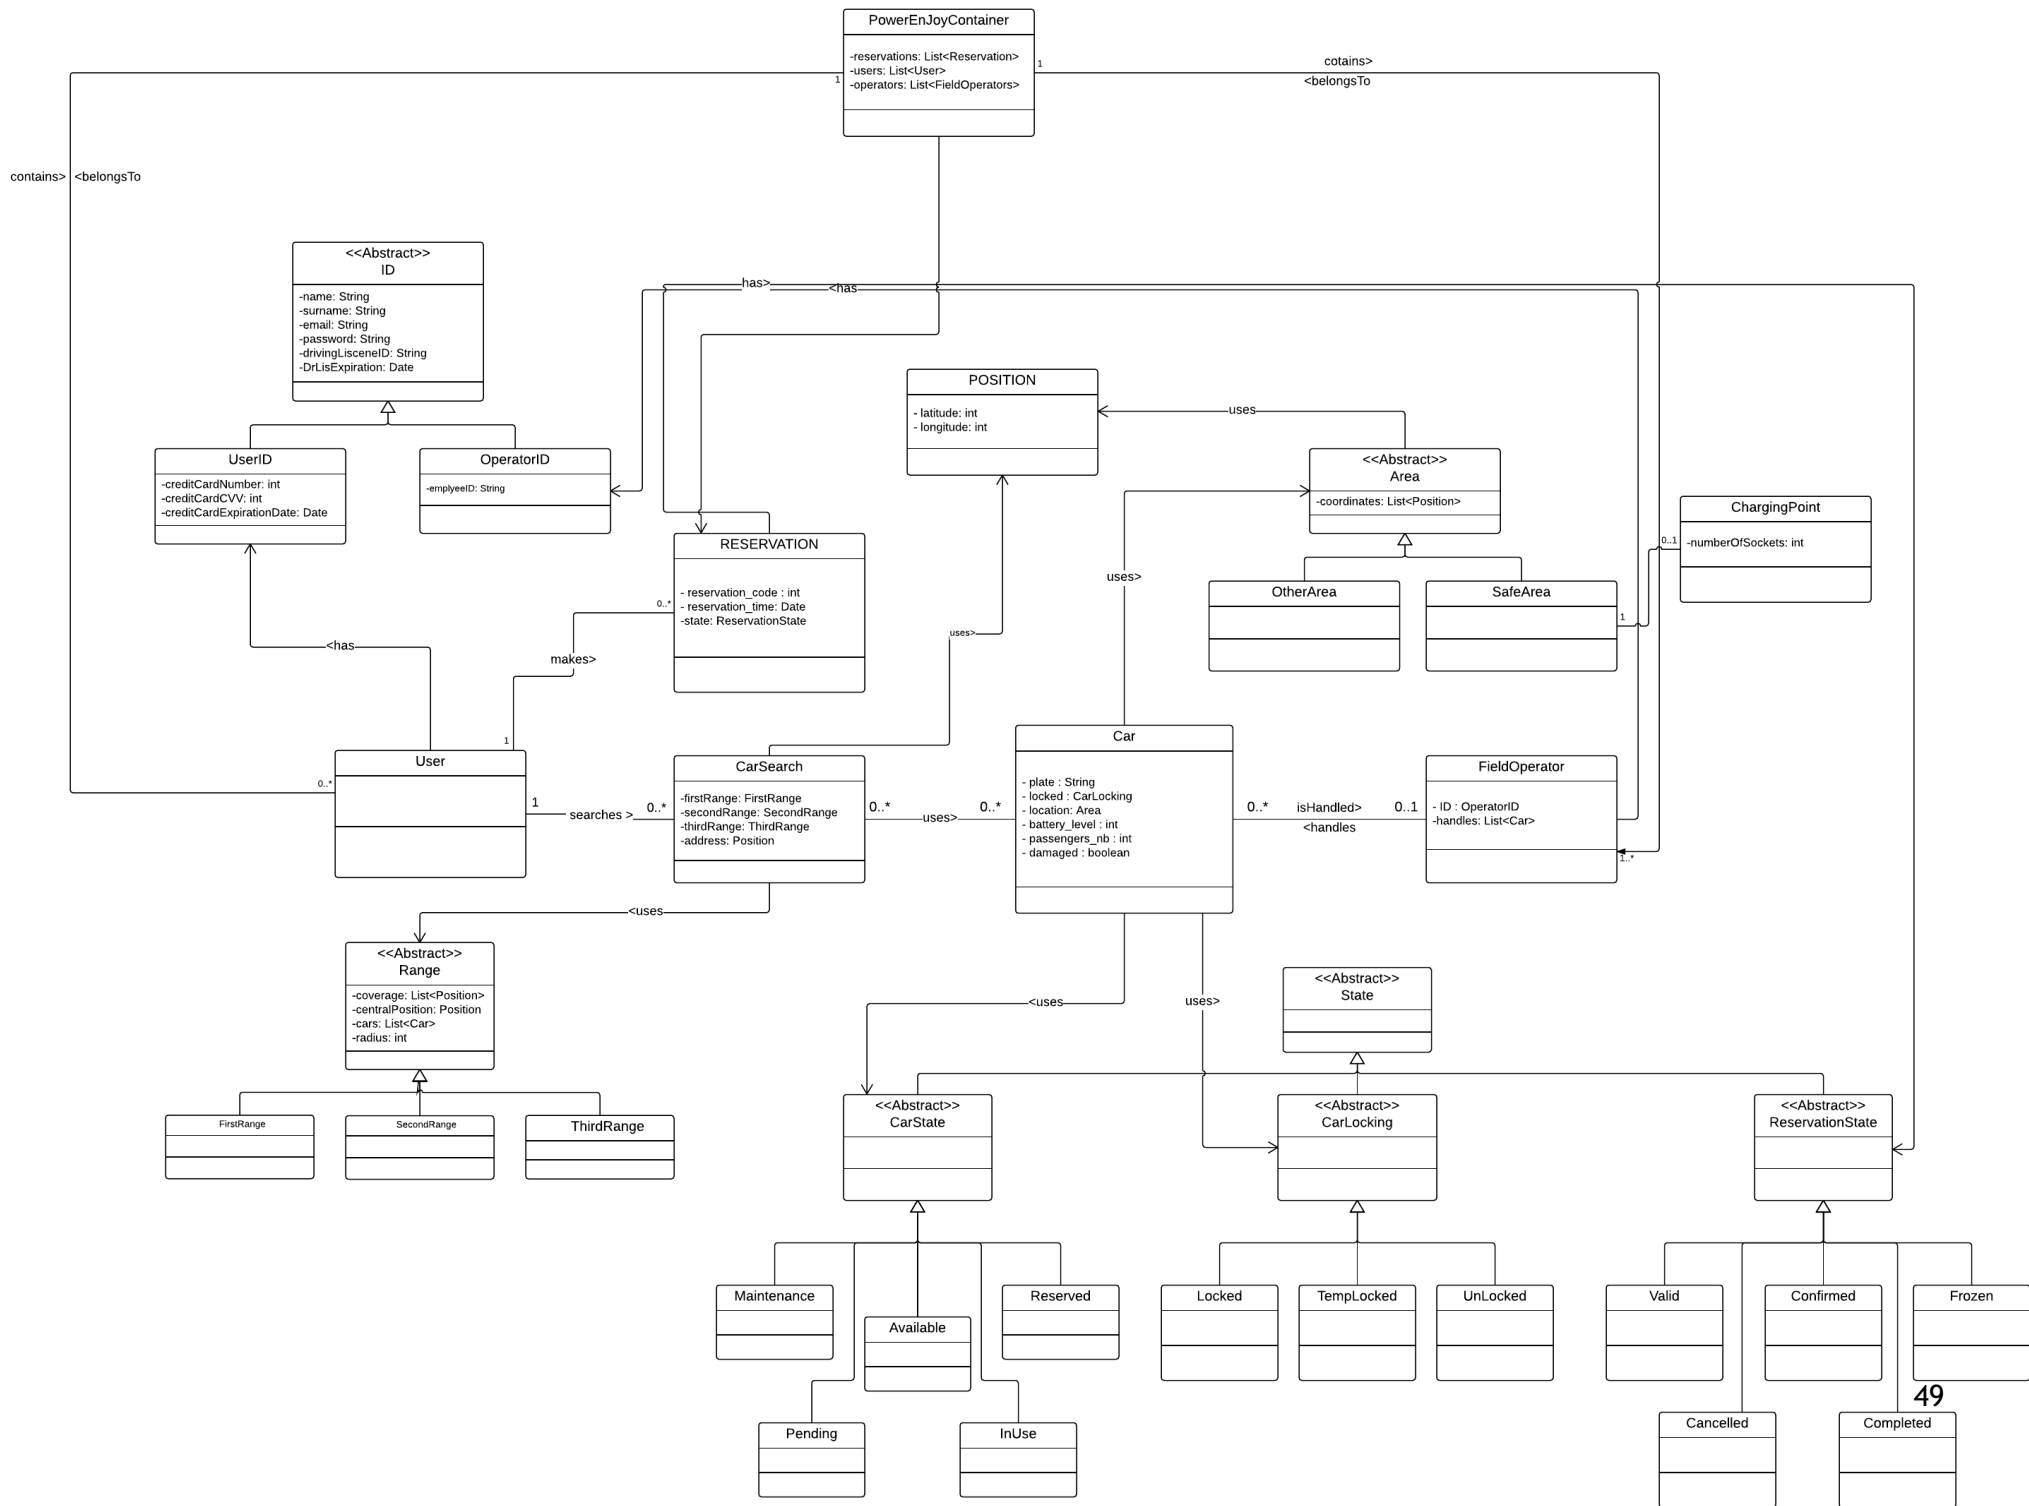 PowerEnJoyContainer
-reservations: List<Reservation>
-users: List<User>
-operators: List<FieldOperators>
1
1
cotains>
<belongsTo
contains>
<belongsTo
<<Abstract>>
ID
-name: String
-surname: String
-email: String
-password: String
-drivingLisceneID: String
-DrLisExpiration: Date
has>
<has
POSITION
- latitude: int
- longitude: int
uses
<<Abstract>>
Area
-coordinates: List<Position>
UserID
-creditCardNumber: int
-creditCardCVV: int
-creditCardExpirationDate: Date
OperatorID
-emplyeeID: String
ChargingPoint
-numberOfSockets: int
0..1
RESERVATION
- reservation_code : int
- reservation_time: Date
-state: ReservationState
0..*
uses>
OtherArea
SafeArea
1
uses>
<has
makes>
1
User
0..*
1
searches >
0..*
CarSearch
-firstRange: FirstRange
-secondRange: SecondRange
-thirdRange: ThirdRange
-address: Position
0..*
uses>
0..*
Car
- plate : String
- locked : CarLocking
- location: Area
- battery_level : int
- passengers_nb : int
- damaged : boolean
0..*
isHandled>
<handles
0..1
FieldOperator
- ID : OperatorID
-handles: List<Car>
1..*
<uses
<<Abstract>>
Range
-coverage: List<Position>
-centralPosition: Position
-cars: List<Car>
-radius: int
<uses
uses>
<<Abstract>>
State
FirstRange
SecondRange
ThirdRange
<<Abstract>>
CarState
<<Abstract>>
CarLocking
<<Abstract>>
ReservationState
Maintenance
Available
Reserved
Locked
TempLocked
UnLocked
Valid
Confirmed
Frozen
49
Pending
InUse
Cancelled
Completed